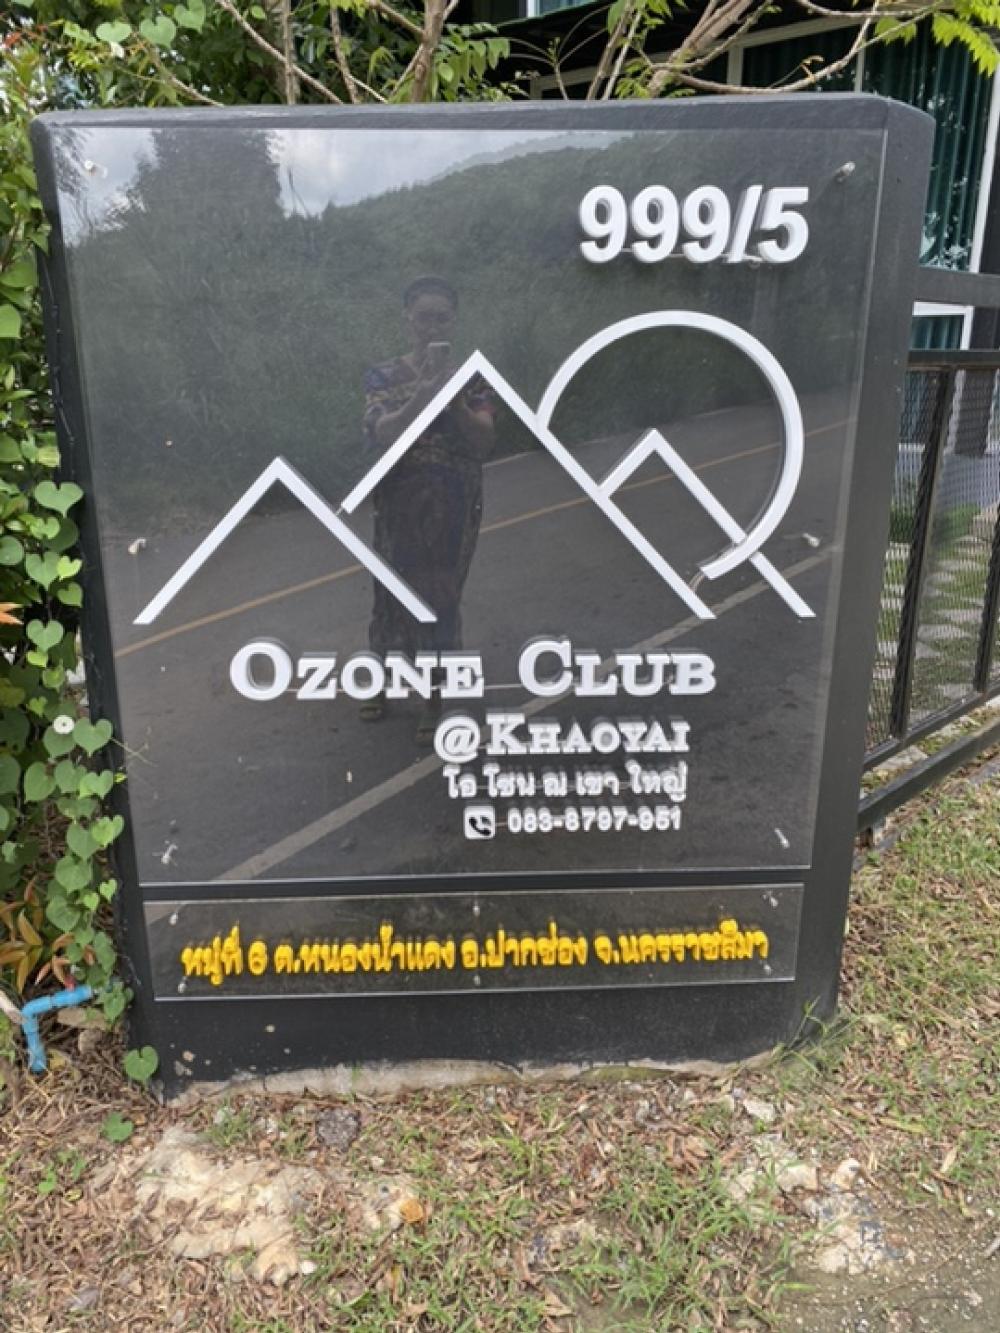 999/5
OZONE CLUB
@KHAOYAI
โอ โซน ณ เขา ใหญ่
083-8797-951
หมู่ที่ 6 ต.หนองน้ำแดง อ.ปากช่อง จ.นครราชสีมา